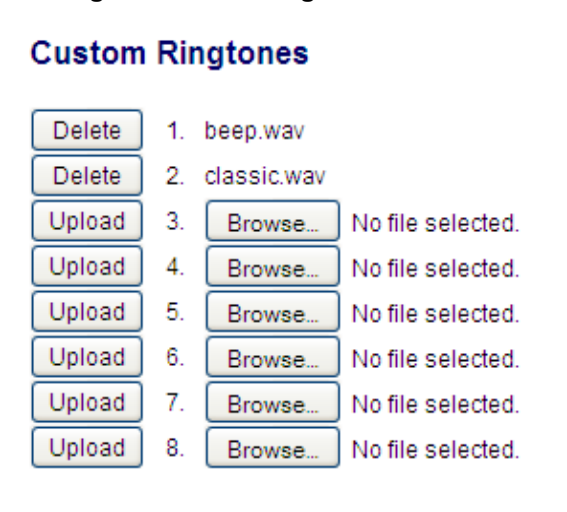 Custom Ringtones
Delete 1. beep.wav
Delete 2. classic.wav
Upload 3. Browse... No file selected.
Upload 4. Browse... No file selected.
Upload 5. Browse... No file selected.
Upload 6. Browse... No file selected.
Upload 7. Browse... No file selected.
Upload 8. Browse... No file selected.